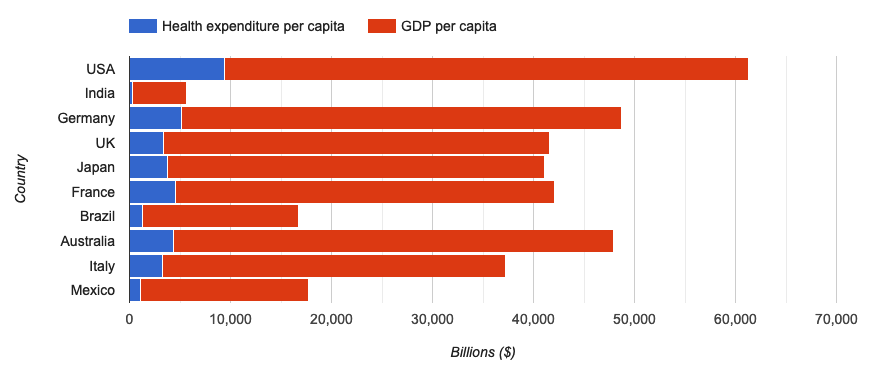 Health expenditure per capita GDP per capita
USA
India
Germany
UK
Japan
France
Brazil
Australia
Italy
Mexico
Country
0 10,000 20,000 30,000 40,000 50,000 60,000 70,000
Billions ($)